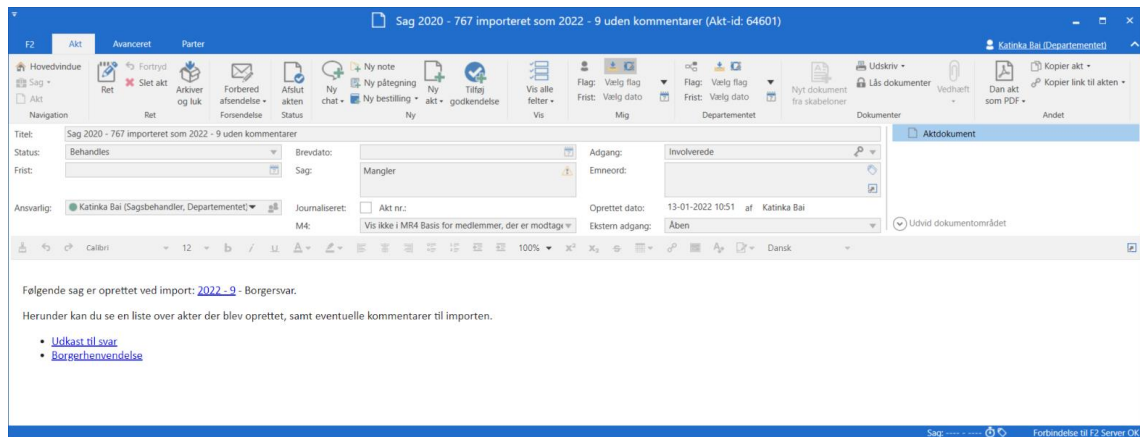 Sag 2020 - 767 importeret som 2022 - 9 uden kommentarer (Akt-id: 64601)
F2 Akt Avanceret Parter Katinka Bai (Departementet)
Hovedvindue
Sag
Akt
Navigation
Ret
Fortryd
Slet akt
Ret
Arkiver og luk
Forbered afsendelse
Forsendelse
Afslut akten
Status
Ny chat
Ny note
Ny påtegning
Ny bestilling
Ny akt
Tilføj godkendelse
Ny
Vis alle felter
Vis
Flag: Vælg flag
Frist: Vælg dato
Mig
Flag: Vælg flag
Frist: Vælg dato
Departementet
Nyt dokument fra skabeloner
Udskriv
Lås dokumenter
Vedhæft
Dokumenter
Dan akt som PDF
Kopier akt
Kopier link til akten
Andet
Titel: Sag 2020 - 767 importeret som 2022 - 9 uden kommentarer
Status: Behandles Brevdato: Adgang: Involverede
Frist: Sag: Mangler Emneord:
Ansvarlig: Katinka Bai (Sagsbehandler, Departementet) Journaliseret: Akt nr.: Oprettet dato: 13-01-2022 10:51 af Katinka Bai
M4: Vis ikke i MR4 Basis for medlemmer, der er modtage Ekstern adgang: Åben
Aktdokument
Udvid dokumentområdet
Calibri 12 b / u A 100% x² x₂ Dansk
Følgende sag er oprettet ved import: 2022 - 9 - Borgersvar.
Herunder kan du se en liste over akter der blev oprettet, samt eventuelle kommentarer til importen.
• Udkast til svar
• Borgerhenvendelse
Sag: ---- - ---- Forbindelse til F2 Server OK